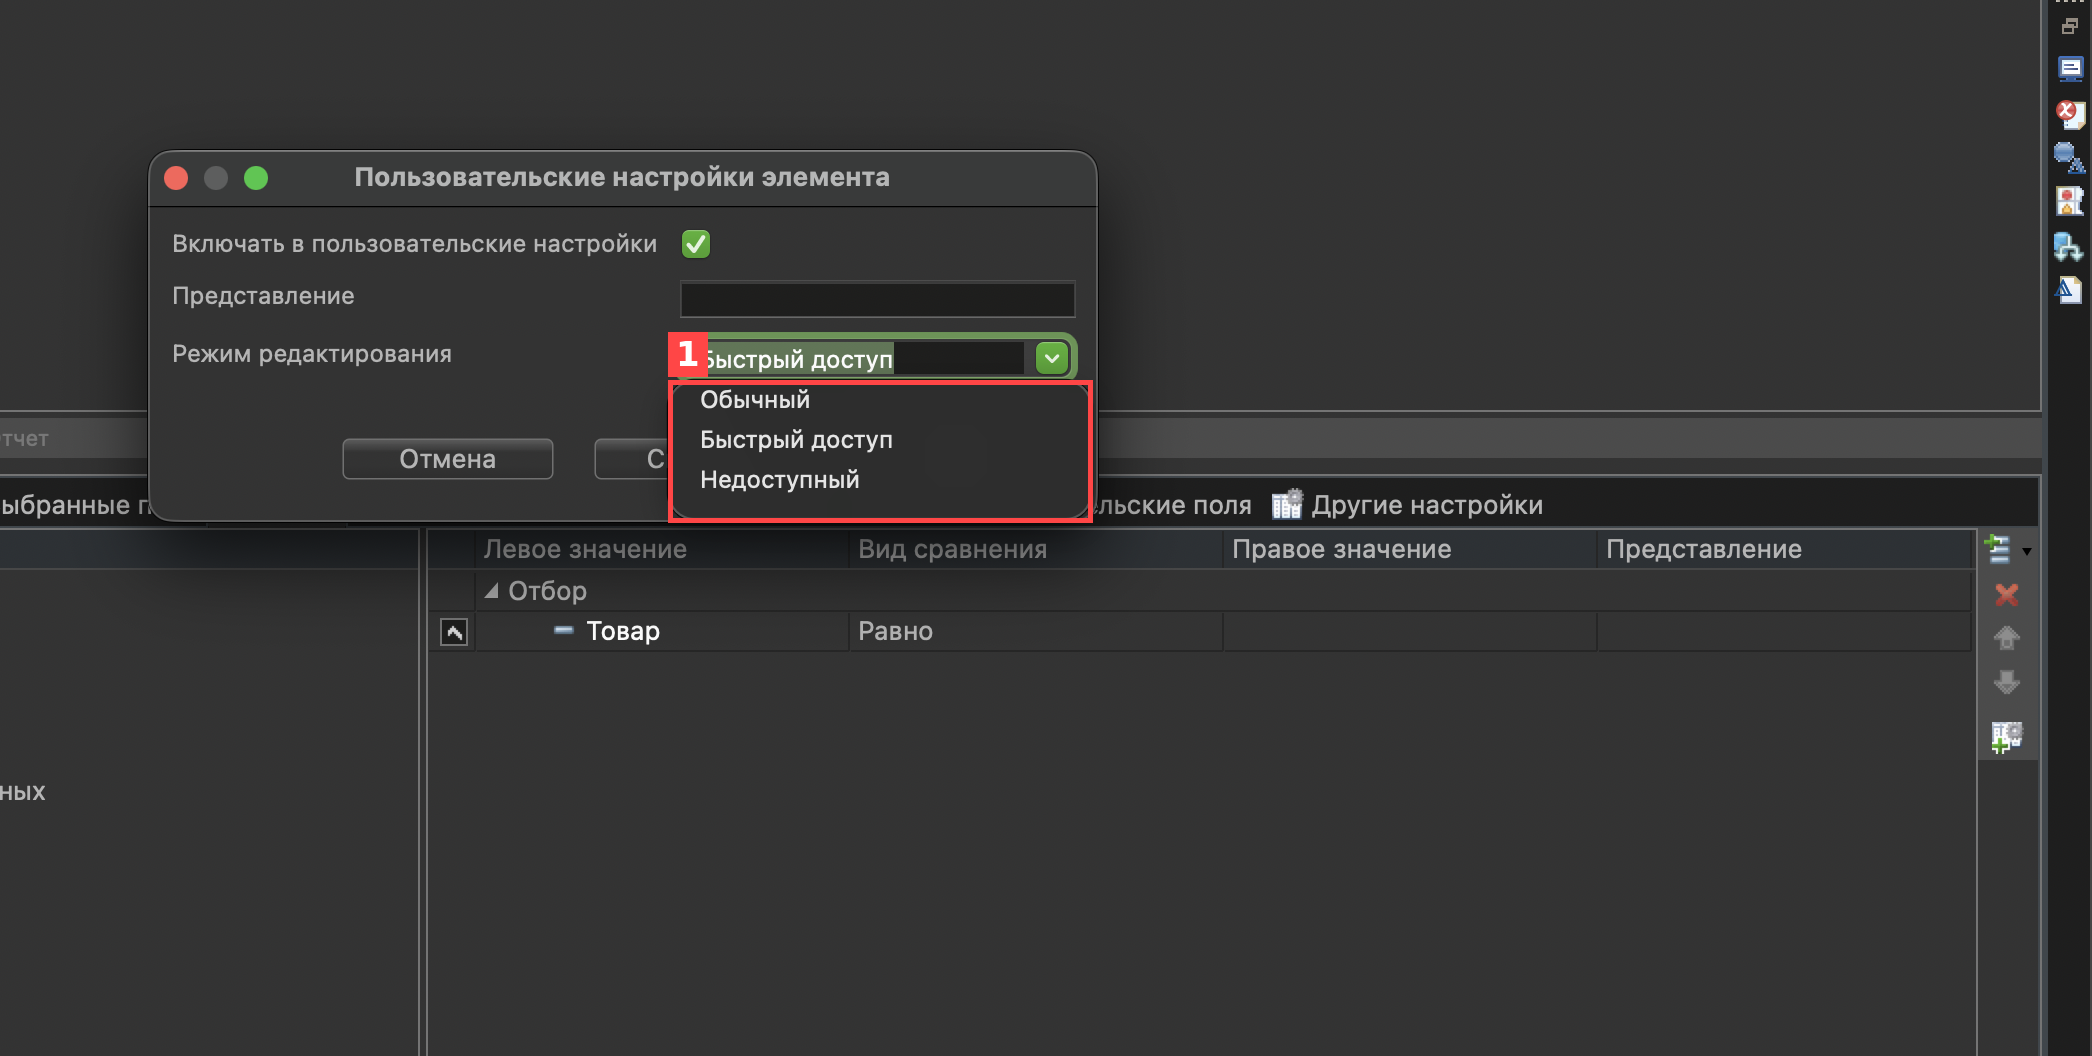 Пользовательские настройки элемента
Включать в пользовательские настройки
Представление
Режим редактирования
1
Быстрый доступ
Обычный
Быстрый доступ
Недоступный
Отмена
С
тчет
ыбранные п
льские поля
Другие настройки
Левое значение Вид сравнения Правое значение Представление
Отбор
Товар Равно
ных